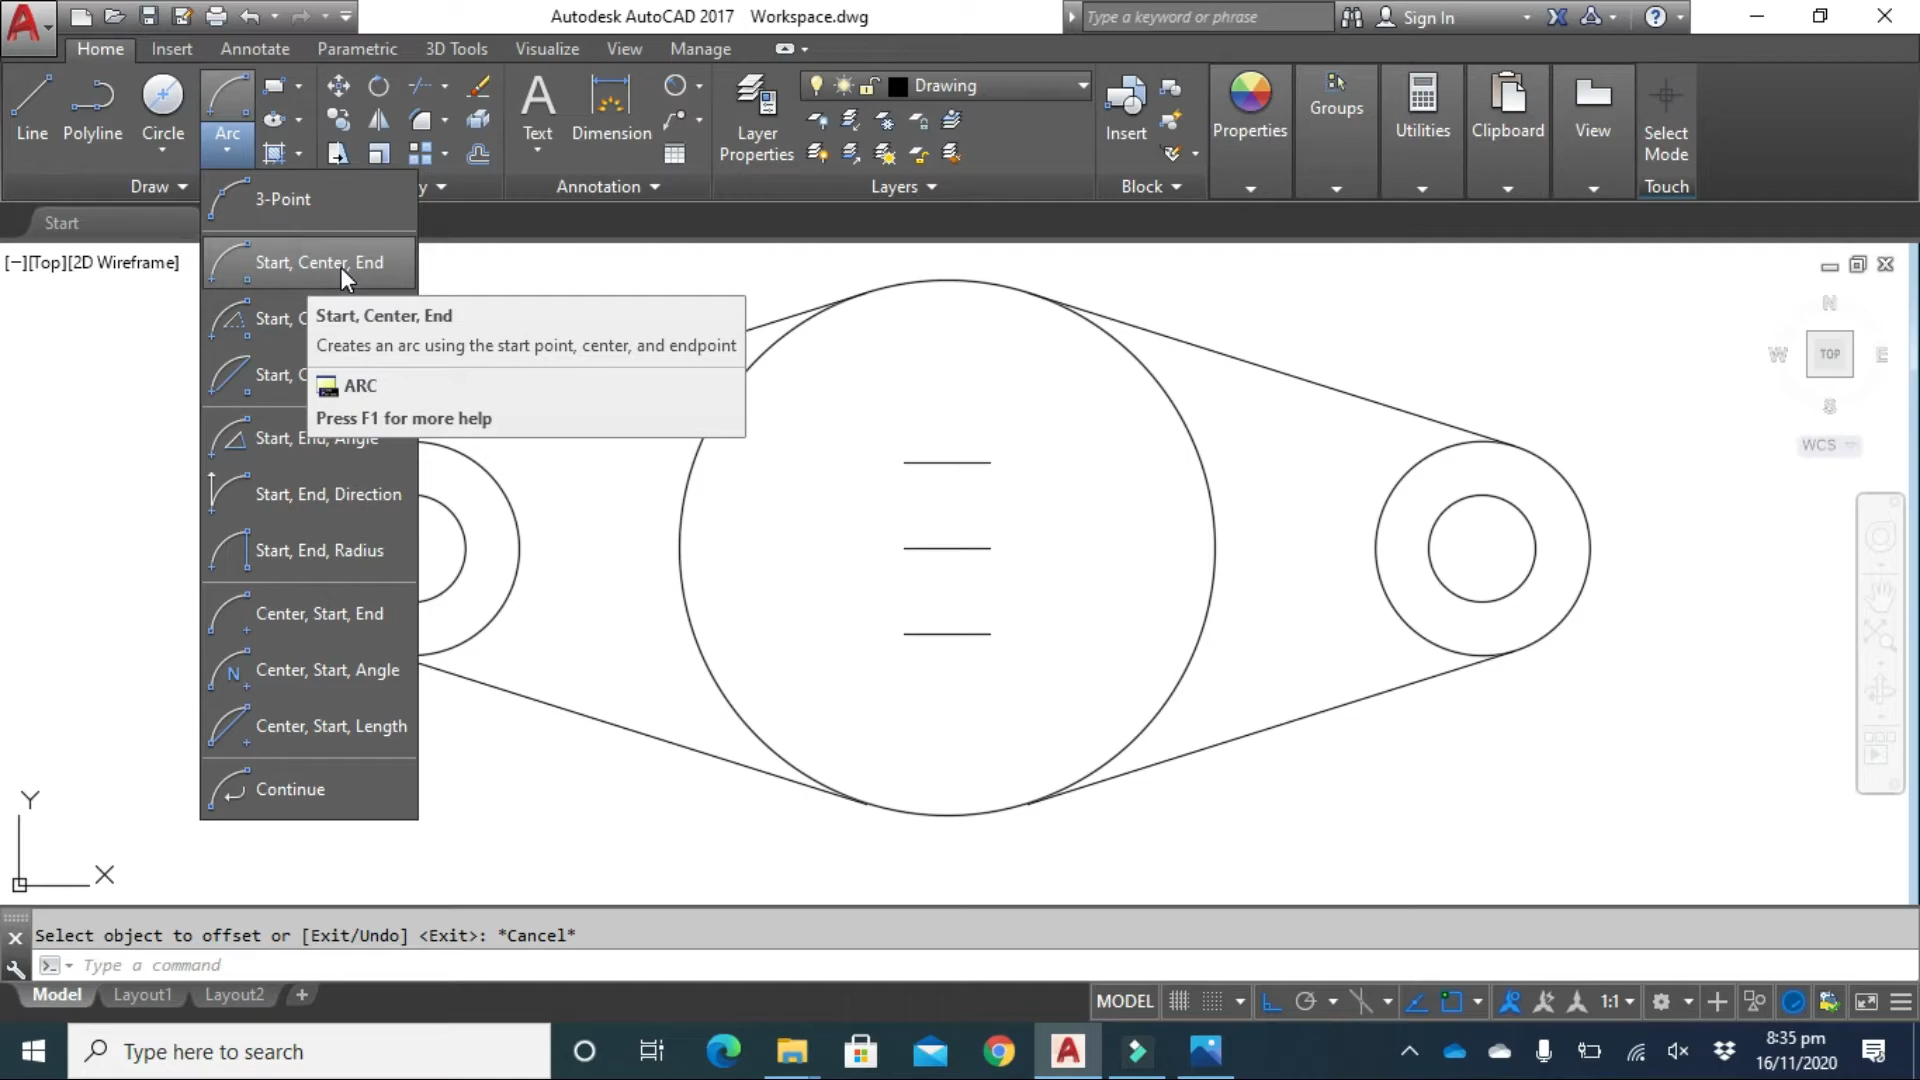 Autodesk AutoCAD 2017 Workspace.dwg
Type a keyword or phrase
Sign In
Home Insert Annotate Parametric 3D Tools Visualize View Manage
Line Polyline Circle Arc
Text Dimension
Layer Properties
Drawing
Insert
Properties
Groups
Utilities
Clipboard
View
Select Mode
Draw
y
Annotation
Layers
Block
Touch
Start
[−][Top][2D Wireframe]
3-Point
Start, Center, End
Start, C
Start, C
Start, End, Angle
Start, End, Direction
Start, End, Radius
Center, Start, End
N
Center, Start, Angle
Center, Start, Length
Continue
Start, Center, End
Creates an arc using the start point, center, and endpoint
ARC
Press F1 for more help
N
W
TOP
E
S
WCS
Y
X
Select object to offset or [Exit/Undo] <Exit>: *Cancel*
Type a command
Model Layout1 Layout2 +
MODEL
1:1
Type here to search
8:35 pm
16/11/2020